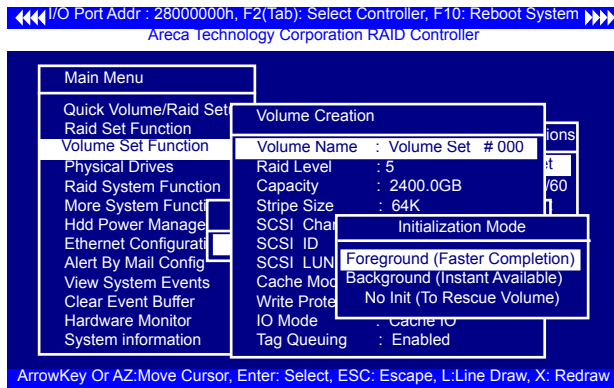 I/O Port Addr : 28000000h, F2(Tab): Select Controller, F10: Reboot System
Areca Technology Corporation RAID Controller
Main Menu
Quick Volume/Raid Set
Raid Set Function
Volume Set Function
Physical Drives
Raid System Function
More System Functi
Hdd Power Manage
Ethernet Configurati
Alert By Mail Config
View System Events
Clear Event Buffer
Hardware Monitor
System information
Volume Creation
Volume Name : Volume Set # 000
Raid Level : 5
Capacity : 2400.0GB
Stripe Size : 64K
SCSI Chan
SCSI ID
SCSI LUN
Cache Mod
Write Prote
IO Mode : Cache IO
Tag Queuing : Enabled
ions
et
/60
Initialization Mode
Foreground (Faster Completion)
Background (Instant Available)
No Init (To Rescue Volume)
ArrowKey Or AZ:Move Cursor, Enter: Select, ESC: Escape, L:Line Draw, X: Redraw